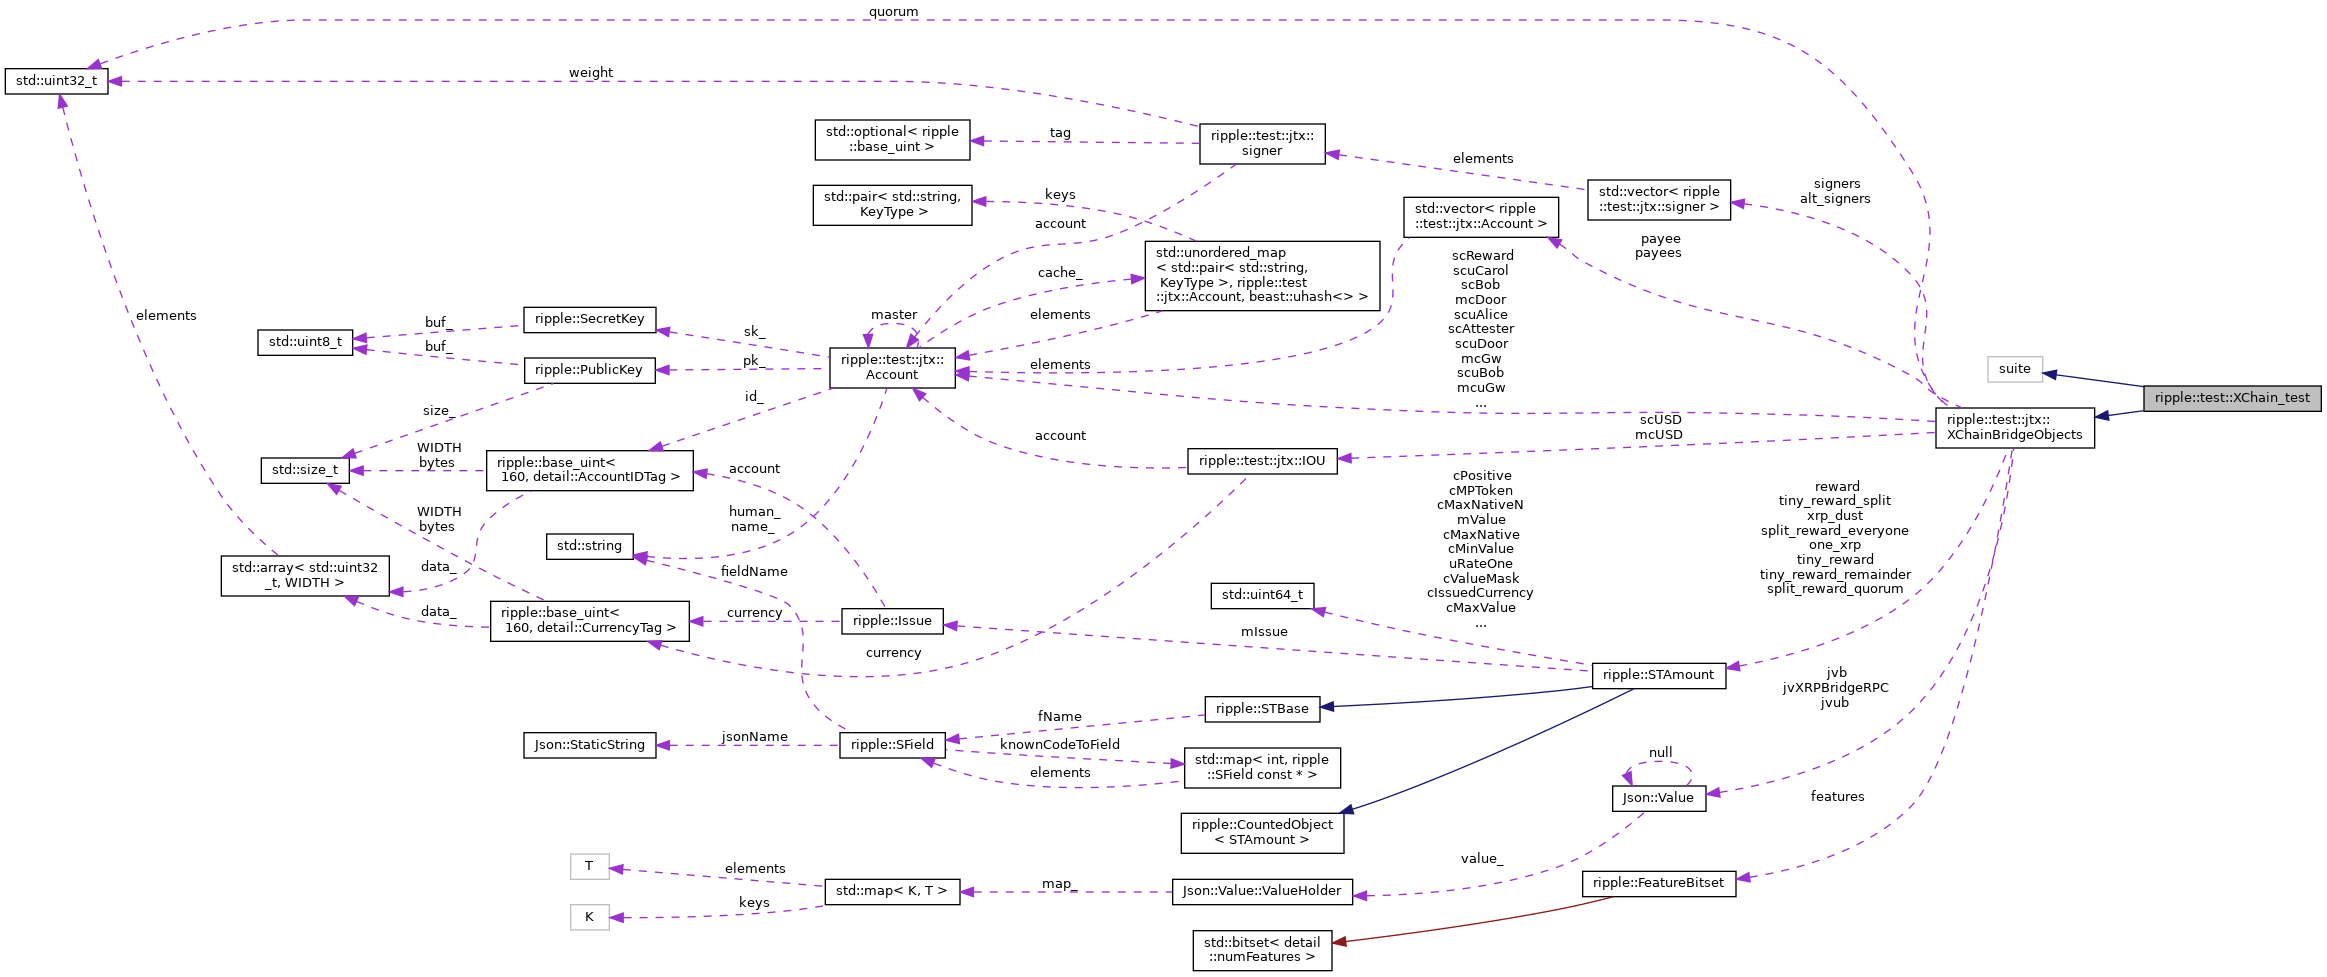 quorum
std::uint32_t
weight
std::optional< ripple
::base_uint >
tag
ripple::test::jtx::
signer
elements
std::vector< ripple
::test::jtx::signer >
signers
alt_signers
std::pair< std::string,
KeyType >
keys
account
std::vector< ripple
::test::jtx::Account >
payee
payees
std::unordered_map
< std::pair< std::string,
KeyType >, ripple::test
::jtx::Account, beast::uhash<> >
cache_
elements
scReward
scuCarol
scBob
mcDoor
scuAlice
scAttester
scuDoor
mcGw
scuBob
mcuGw
...
elements
ripple::SecretKey
buf_
std::uint8_t
buf_
ripple::PublicKey
sk_
pk_
master
ripple::test::jtx::
Account
elements
suite
ripple::test::XChain_test
ripple::test::jtx::
XChainBridgeObjects
id_
size_
WIDTH
bytes
std::size_t
ripple::base_uint<
160, detail::AccountIDTag >
account
account
ripple::test::jtx::IOU
scUSD
mcUSD
WIDTH
bytes
human_
name_
std::string
cPositive
cMPToken
cMaxNativeN
mValue
cMaxNative
cMinValue
uRateOne
cValueMask
cIssuedCurrency
cMaxValue
...
reward
tiny_reward_split
xrp_dust
split_reward_everyone
one_xrp
tiny_reward
tiny_reward_remainder
split_reward_quorum
std::array< std::uint32
_t, WIDTH >
data_
data_
fieldName
ripple::base_uint<
160, detail::CurrencyTag >
currency
ripple::Issue
std::uint64_t
mIssue
currency
ripple::STAmount
jvb
jvXRPBridgeRPC
jvub
ripple::STBase
fName
Json::StaticString
jsonName
ripple::SField
knownCodeToField
elements
std::map< int, ripple
::SField const * >
null
Json::Value
features
ripple::CountedObject
< STAmount >
value_
T
elements
K
keys
std::map< K, T >
map_
Json::Value::ValueHolder
ripple::FeatureBitset
std::bitset< detail
::numFeatures >